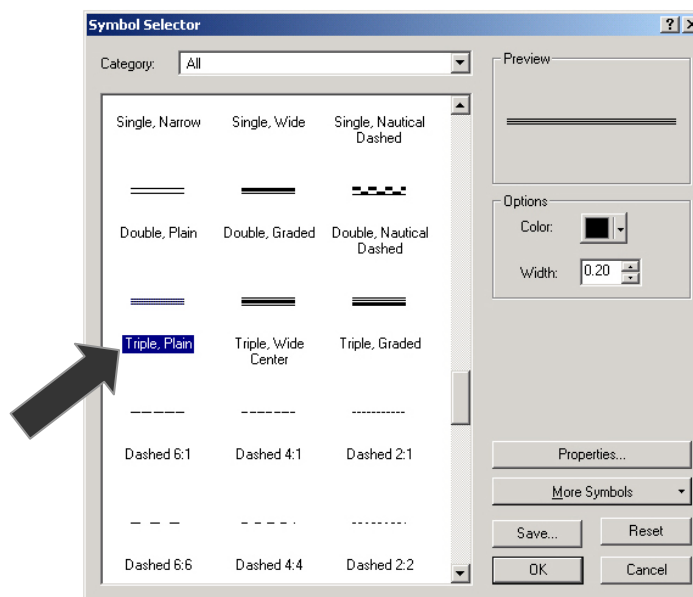 Symbol Selector
Category: All
Single, Narrow Single, Wide Single, Nautical
Dashed
Double, Plain Double, Graded Double, Nautical
Dashed
Triple, Plain Triple, Wide Triple, Graded
Center
Dashed 6:1 Dashed 4:1 Dashed 2:1
Dashed 6:6 Dashed 4:4 Dashed 2:2
Preview
Options
Color:
Width: 0.20
Properties...
More Symbols
Save... Reset
OK Cancel